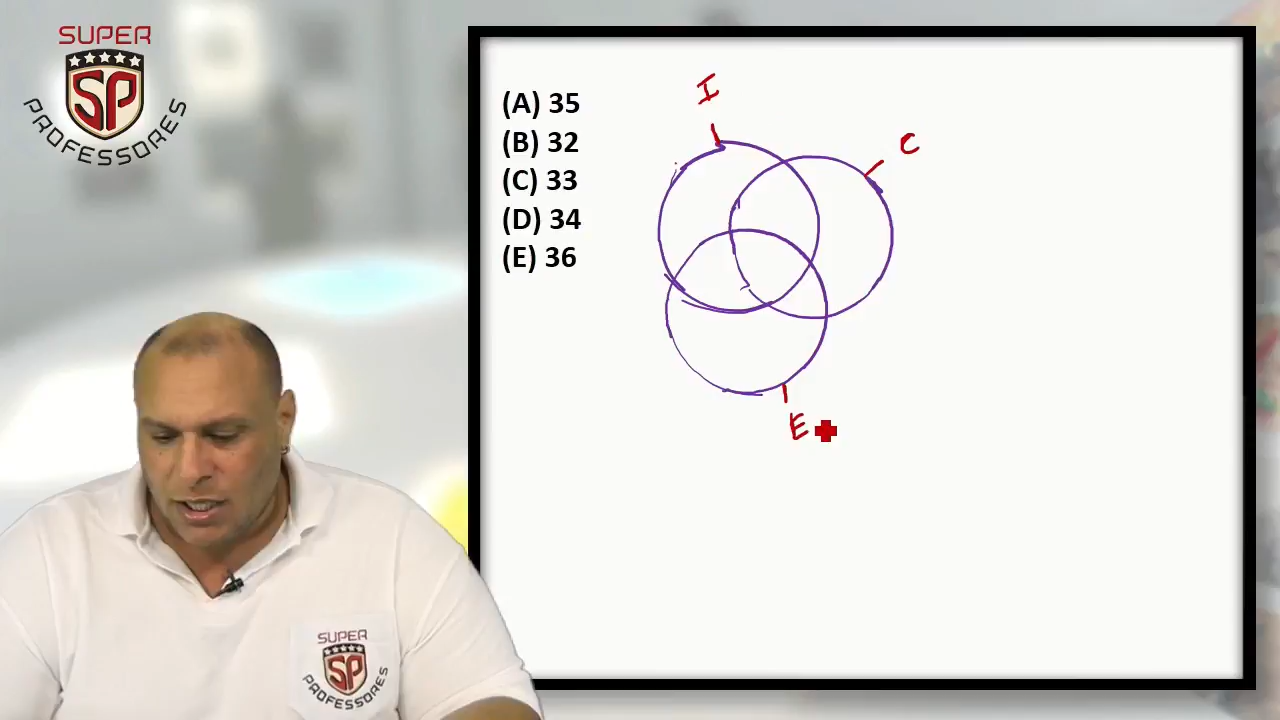 SUPER
SP
PROFESSORES
(A) 35
(B) 32
(C) 33
(D) 34
(E) 36
I
C
E
SUPER
SP
PROFESSORES